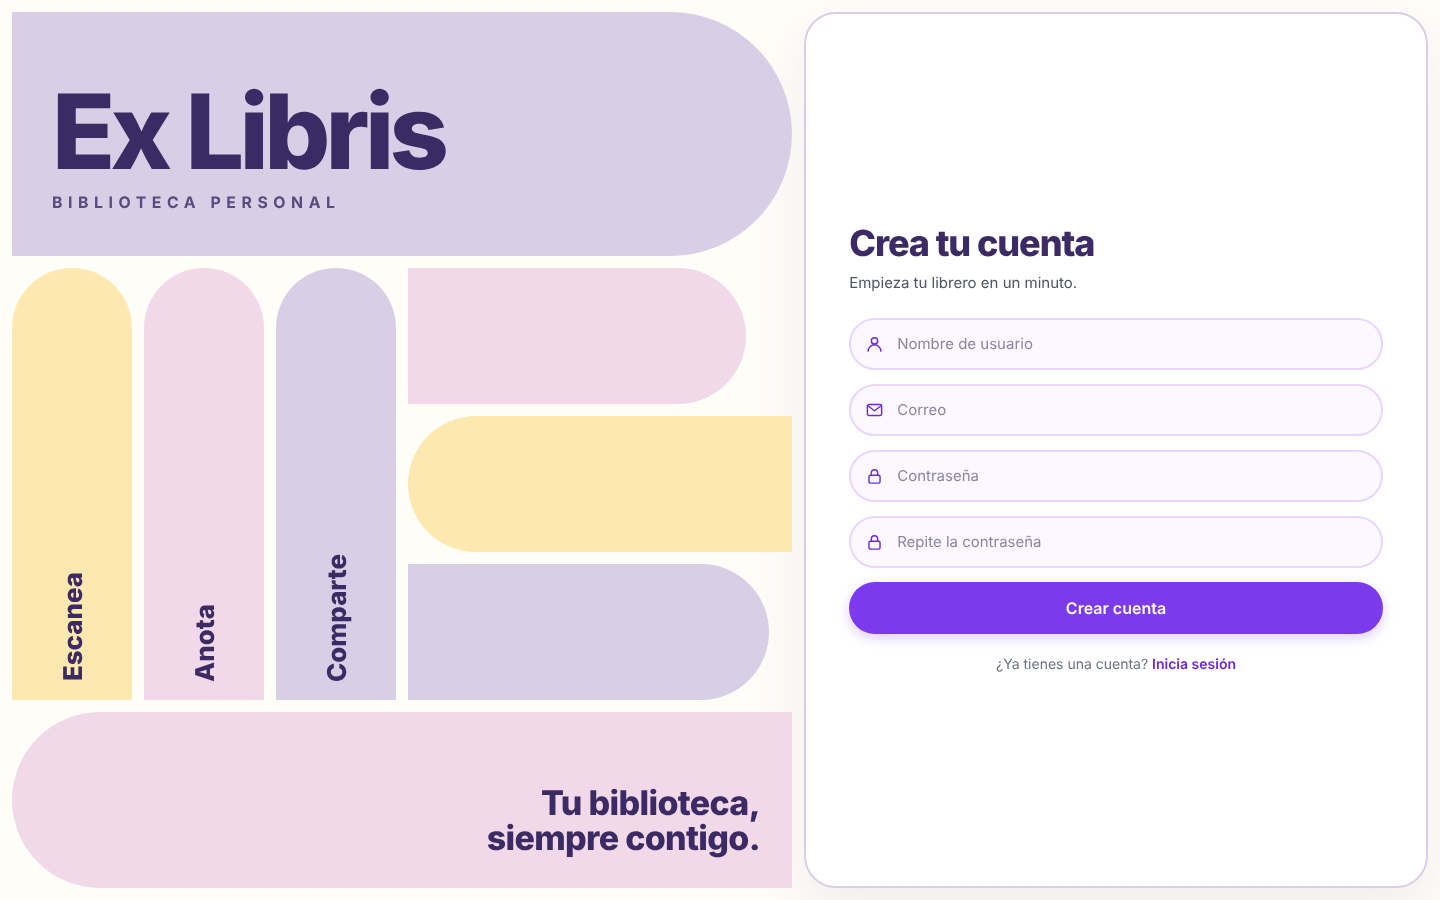 Ex Libris
BIBLIOTECA PERSONAL
Escanea
Anota
Comparte
Tu biblioteca,
siempre contigo.
Crea tu cuenta
Empieza tu librero en un minuto.
Nombre de usuario
Correo
Contraseña
Repite la contraseña
Crear cuenta
¿Ya tienes una cuenta? Inicia sesión